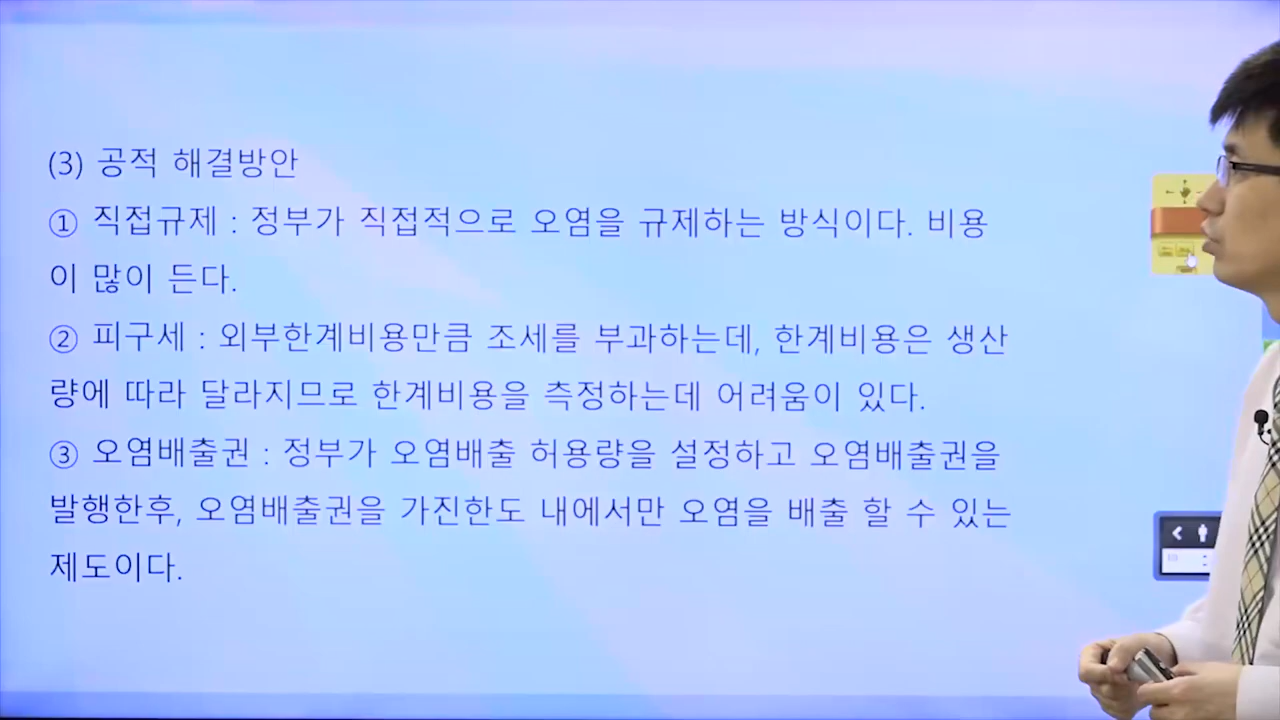 (3) 공적 해결방안
① 직접규제 : 정부가 직접적으로 오염을 규제하는 방식이다. 비용
이 많이 든다.
② 피구세 : 외부한계비용만큼 조세를 부과하는데, 한계비용은 생산
량에 따라 달라지므로 한계비용을 측정하는데 어려움이 있다.
③ 오염배출권 : 정부가 오염배출 허용량을 설정하고 오염배출권을
발행한후, 오염배출권을 가진한도 내에서만 오염을 배출 할 수 있는
제도이다.